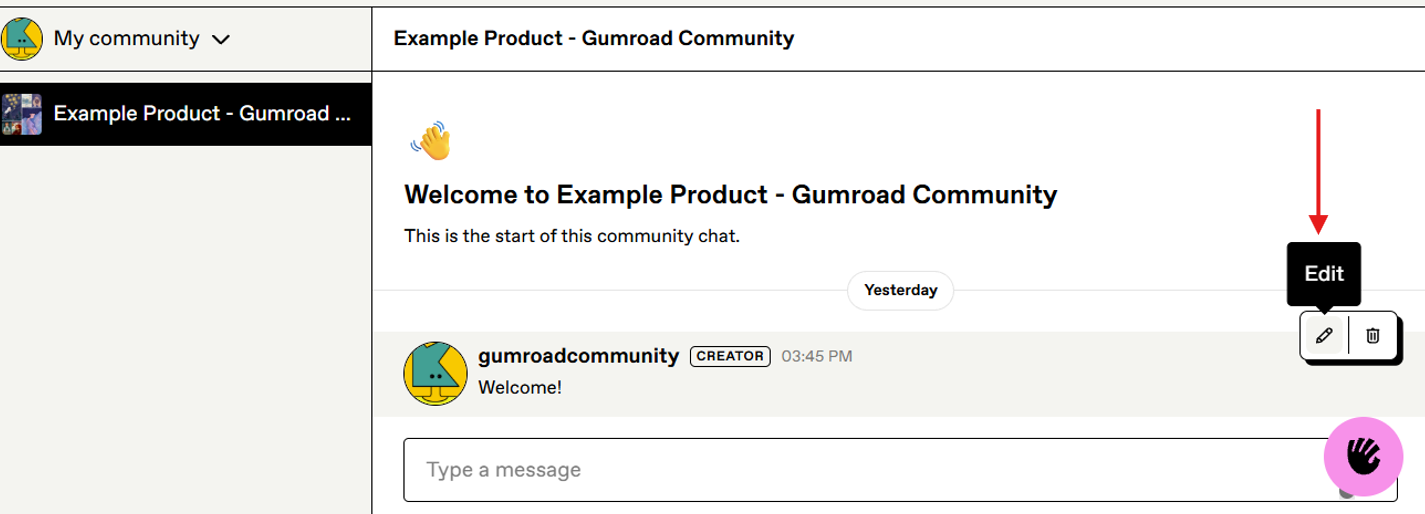 My community
Example Product - Gumroad Community
Example Product - Gumroad ...
Welcome to Example Product - Gumroad Community
This is the start of this community chat.
Edit
Yesterday
gumroadcommunity CREATOR 03:45 PM
Welcome!
Type a message